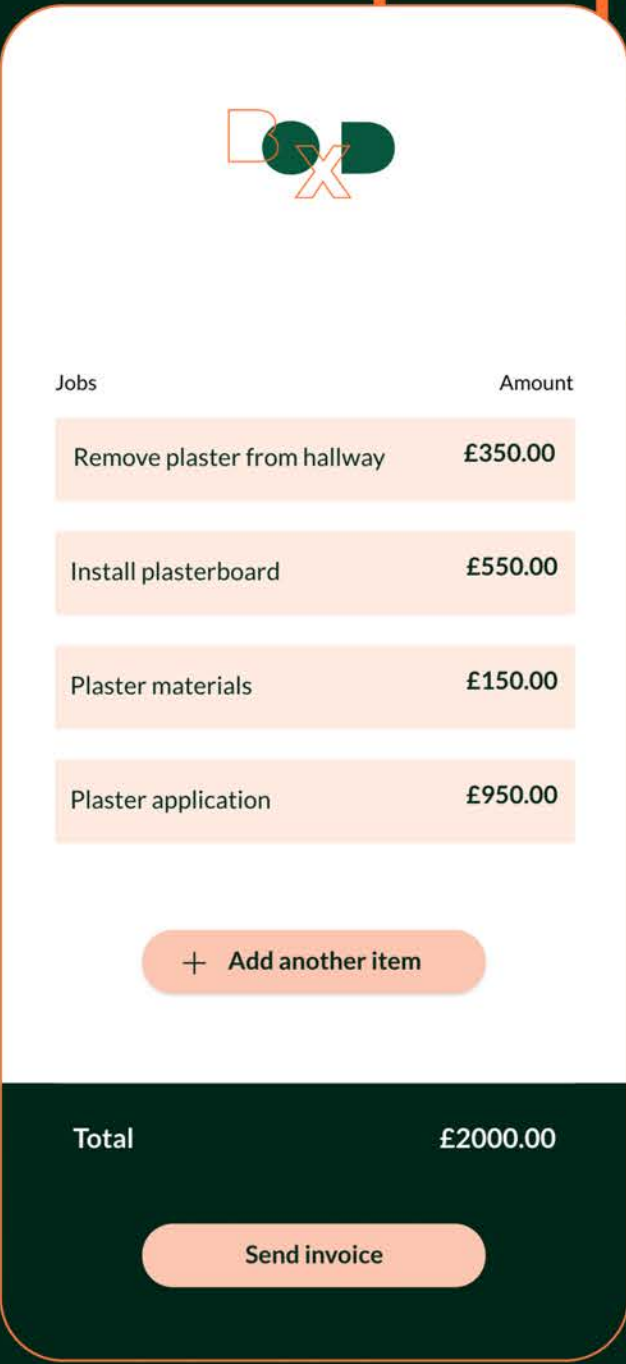 BOXD
Jobs Amount
Remove plaster from hallway £350.00
Install plasterboard £550.00
Plaster materials £150.00
Plaster application £950.00
+ Add another item
Total £2000.00
Send invoice